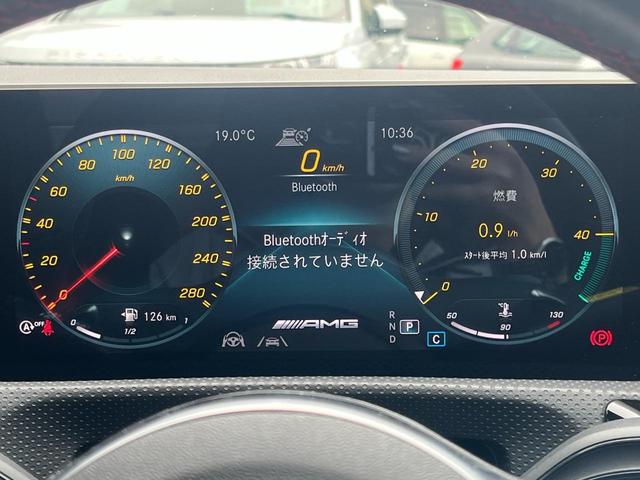 19.0°C
10:36
0 km/h
Bluetooth
Bluetoothオーディオ
接続されていません
0 20 40 60 80 100 120 160 200 240 280
km/h
126 km
0 1/2 1
OFF
A
AMG
R
N
D
P
C
0 10 20 30 40
CHARGE
燃費
0.9 l/h
スタート後平均 1.0 km/l
°C
50 90 130
P